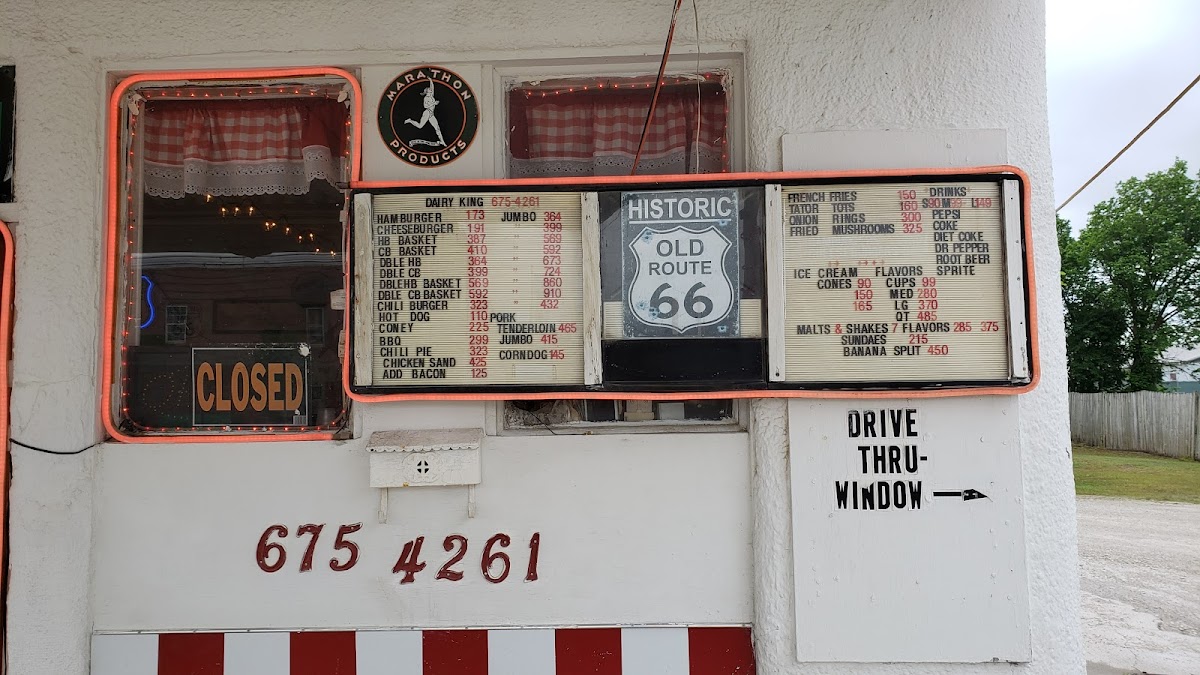 MARATHON
PRODUCTS
DAIRY KING 675-4261
HAMBURGER 173 JUMBO 364
CHEESEBURGER 191 " 399
HB BASKET 387 " 569
CB BASKET 410 " 592
DBLE HB 364 " 673
DBLE CB 399 " 724
DBLEHB BASKET 569 " 860
DBLE CB BASKET 592 " 910
CHILI BURGER 323 " 432
HOT DOG 110 PORK
CONEY 225 TENDERLOIN 465
BBQ 299 JUMBO 415
CHILI PIE 323 CORNDOG 145
CHICKEN SAND 425
ADD BACON 125
HISTORIC
OLD
ROUTE
66
FRENCH FRIES 150
TATOR TOTS 160
ONION RINGS 300
FRIED MUSHROOMS 325
DRINKS
S90 M99 L149
PEPSI
COKE
DIET COKE
DR PEPPER
ROOT BEER
SPRITE
ICE CREAM FLAVORS
CONES 90 CUPS 99
150 MED 280
165 LG 370
QT 485
MALTS & SHAKES 7 FLAVORS 285 375
SUNDAES 215
BANANA SPLIT 450
CLOSED
DRIVE
THRU-
WINDOW
675 4261